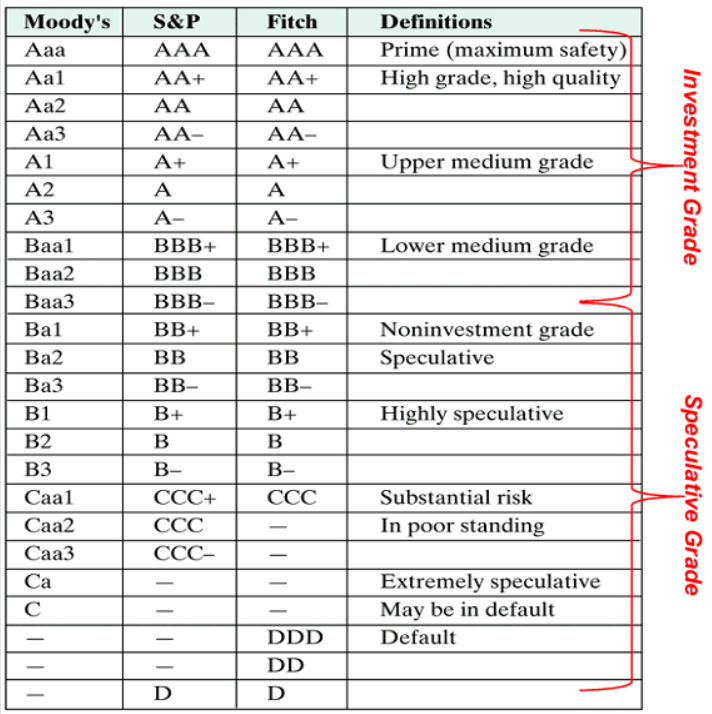 Moody's S&P Fitch Definitions
Aaa AAA AAA Prime (maximum safety)
Aa1 AA+ AA+ High grade, high quality
Aa2 AA AA
Aa3 AA– AA–
A1 A+ A+ Upper medium grade
A2 A A
A3 A– A–
Baa1 BBB+ BBB+ Lower medium grade
Baa2 BBB BBB
Baa3 BBB– BBB–
Ba1 BB+ BB+ Noninvestment grade
Ba2 BB BB Speculative
Ba3 BB– BB–
B1 B+ B+ Highly speculative
B2 B B
B3 B– B–
Caa1 CCC+ CCC Substantial risk
Caa2 CCC — In poor standing
Caa3 CCC– —
Ca — — Extremely speculative
C — — May be in default
— — DDD Default
— — DD
— D D
Investment Grade
Speculative Grade